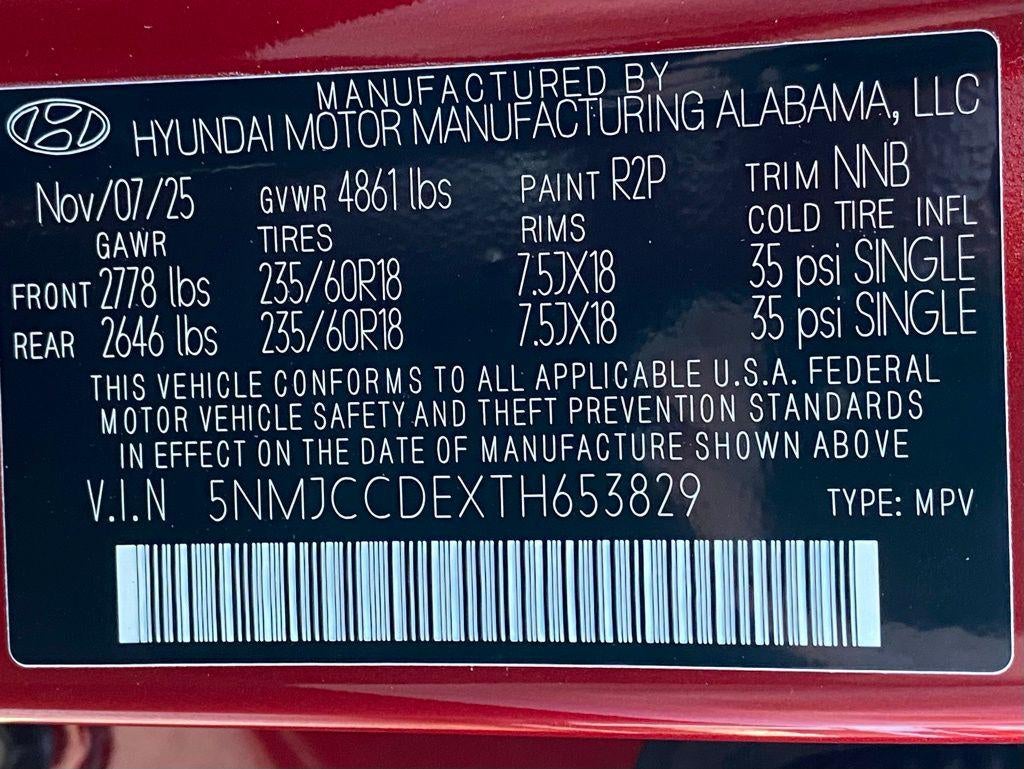 MANUFACTURED BY
HYUNDAI MOTOR MANUFACTURING ALABAMA, LLC
Nov/07/25 GVWR 4861 lbs PAINT R2P TRIM NNB
GAWR TIRES RIMS COLD TIRE INFL
FRONT 2778 lbs 235/60R18 7.5JX18 35 psi SINGLE
REAR 2646 lbs 235/60R18 7.5JX18 35 psi SINGLE
THIS VEHICLE CONFORMS TO ALL APPLICABLE U.S.A. FEDERAL
MOTOR VEHICLE SAFETY AND THEFT PREVENTION STANDARDS
IN EFFECT ON THE DATE OF MANUFACTURE SHOWN ABOVE
V.I.N 5NMJCCDEXTH653829 TYPE: MPV